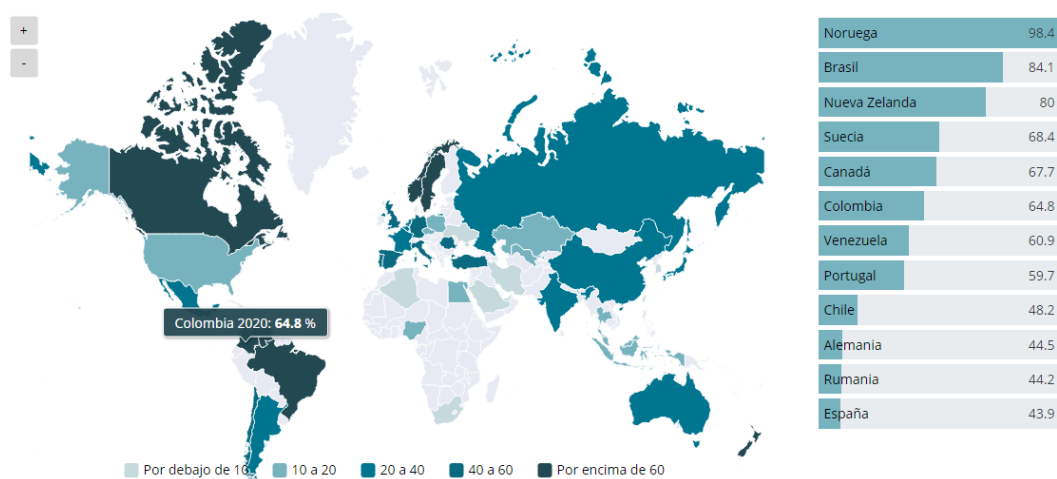 +
-
Colombia 2020: 64.8 %
Por debajo de 10
10 a 20
20 a 40
40 a 60
Por encima de 60
Noruega 98.4
Brasil 84.1
Nueva Zelanda 80
Suecia 68.4
Canadá 67.7
Colombia 64.8
Venezuela 60.9
Portugal 59.7
Chile 48.2
Alemania 44.5
Rumania 44.2
España 43.9